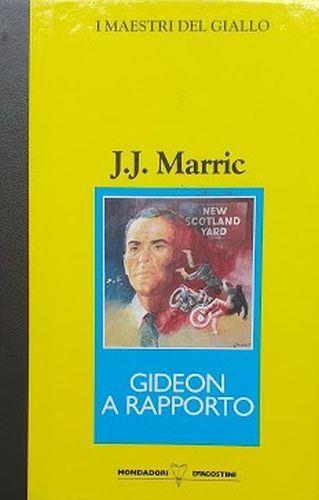 I MAESTRI DEL GIALLO
J.J. Marric
NEW
SCOTLAND
YARD
GIDEON
A RAPPORTO
MONDADORI DEAGOSTINI